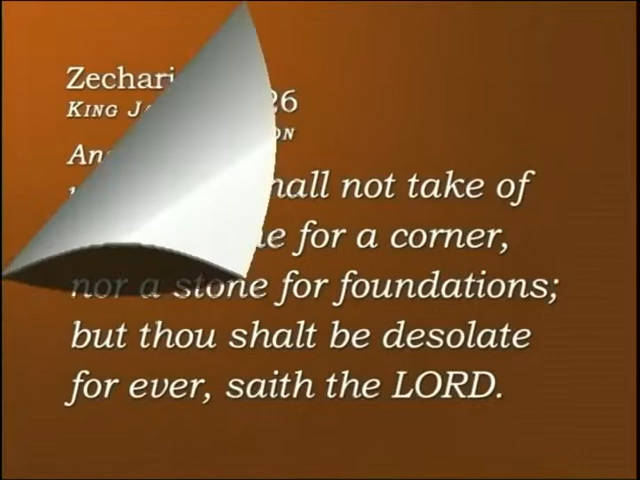 Zechari 26
KING JA ON
An
hall not take of
e for a corner,
nor a stone for foundations;
but thou shalt be desolate
for ever, saith the LORD.